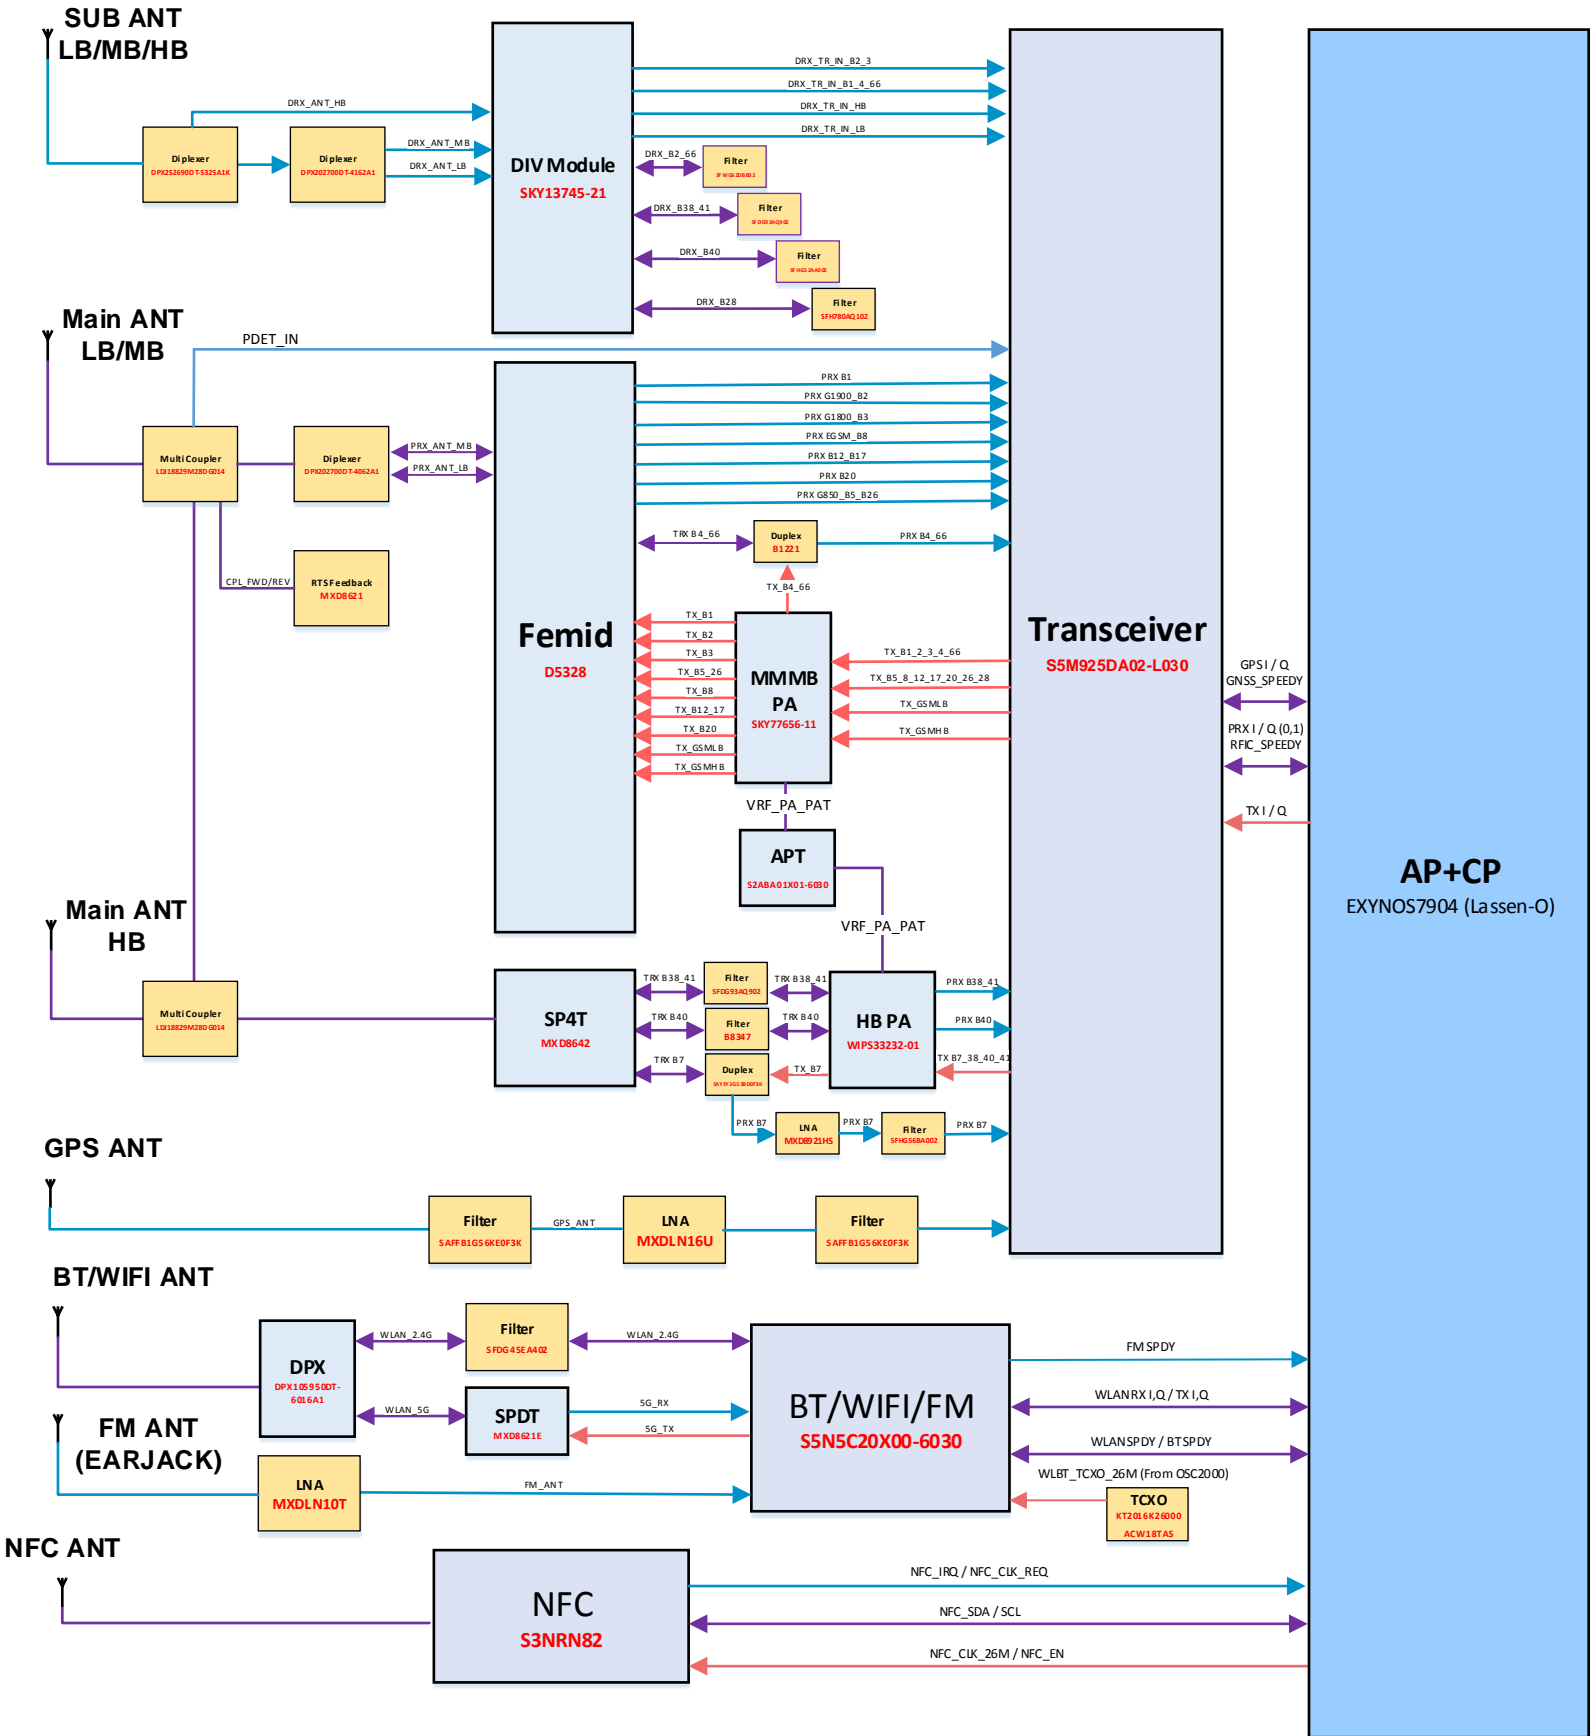 SUB ANT
LB/MB/HB
DRX_ANT_HB
Diplexer
DPX252690DT-5325A1K
Diplexer
DPX202700DT-4162A1
DRX_ANT_MB
DRX_ANT_LB
DIV Module
SKY13745-21
DRX_TR_IN_B2_3
DRX_TR_IN_B1_4_66
DRX_TR_IN_HB
DRX_TR_IN_LB
DRX_B2_66
Filter
DRX_B38_41
Filter
SFDG93AQ902
DRX_B40
Filter
SFHG52AA002
DRX_B28
Filter
SFH780AQ102
Main ANT
LB/MB
PDET_IN
Multi Coupler
LDJ18829M28DG014
Diplexer
DPX202700DT-4062A1
PRX_ANT_MB
PRX_ANT_LB
CPL_FWD/REV
RTS Feedback
MXD8621
Femid
D5328
PRX B1
PRX G1900_B2
PRX G1800_B3
PRX EGSM_B8
PRX B12_B17
PRX B20
PRX G850_B5_B26
TRX B4_66
Duplex
B1221
PRX B4_66
TX_B4_66
TX_B1
TX_B2
TX_B3
TX_B5_26
TX_B8
TX_B12_17
TX_B20
TX_GSMLB
TX_GSMHB
MMMB
PA
SKY77656-11
TX_B1_2_3_4_66
TX_B5_8_12_17_20_26_28
TX_GSMLB
TX_GSMHB
VRF_PA_PAT
APT
S2ABA01X01-6030
VRF_PA_PAT
Transceiver
S5M925DA02-L030
GPS I / Q
GNSS_SPEEDY
PRX I / Q (0,1)
RFIC_SPEEDY
TX I / Q
AP+CP
EXYNOS7904 (Lassen-O)
Main ANT
HB
Multi Coupler
LDJ18829M28DG014
SP4T
MXD8642
TRX B38_41
Filter
SFDG93AQ902
TRX B38_41
TRX B40
Filter
B8347
TRX B40
TRX B7
Duplex
TX_B7
HB PA
WIPS33232-01
PRX B38_41
PRX B40
TX B7_38_40_41
PRX B7
LNA
MXD8921HS
PRX B7
Filter
SFHG56BA002
PRX B7
GPS ANT
Filter
SAFFB1G56KE0F3K
GPS_ANT
LNA
MXDLN16U
Filter
SAFFB1G56KE0F3K
BT/WIFI ANT
DPX
DPX105950DT-
6016A1
WLAN_2.4G
Filter
SFDG45EA402
WLAN_2.4G
WLAN_5G
SPDT
MXD8621E
5G_RX
5G_TX
BT/WIFI/FM
S5N5C20X00-6030
FM SPDY
WLAN RX I,Q / TX I,Q
WLANSPDY / BTSPDY
WLBT_TCXO_26M (From OSC2000)
TCXO
KT2016K26000
ACW18TAS
FM ANT
(EARJACK)
LNA
MXDLN10T
FM_ANT
NFC ANT
NFC
S3NRN82
NFC_IRQ / NFC_CLK_REQ
NFC_SDA / SCL
NFC_CLK_26M / NFC_EN